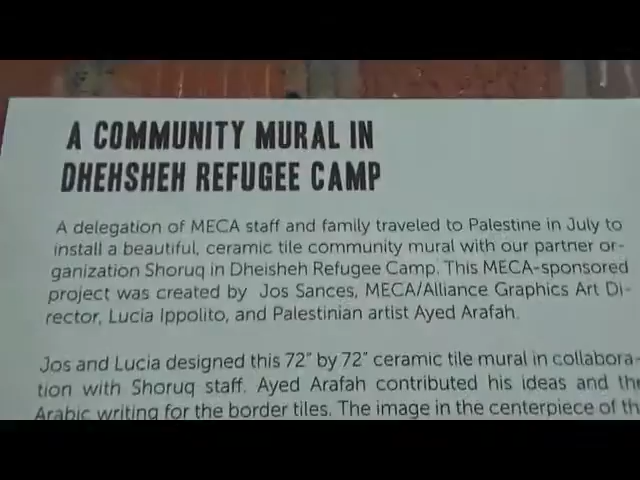 A COMMUNITY MURAL IN
DHEHSHEH REFUGEE CAMP
A delegation of MECA staff and family traveled to Palestine in July to
install a beautiful, ceramic tile community mural with our partner or-
ganization Shoruq in Dheisheh Refugee Camp. This MECA-sponsored
project was created by Jos Sances, MECA/Alliance Graphics Art Di-
rector, Lucia Ippolito, and Palestinian artist Ayed Arafah.
Jos and Lucia designed this 72" by 72" ceramic tile mural in collabora-
tion with Shoruq staff. Ayed Arafah contributed his ideas and the
Arabic writing for the border tiles. The image in the centerpiece of th